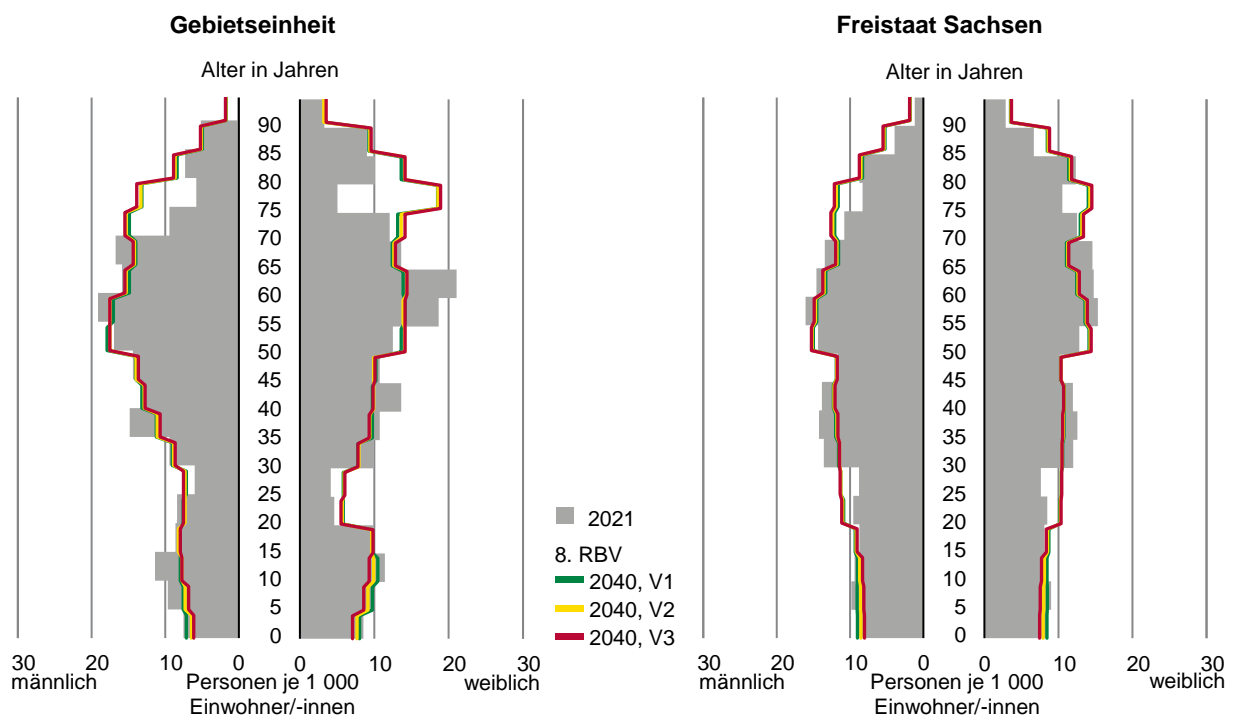 Gebietseinheit
Alter in Jahren
90
85
80
75
70
65
60
55
50
45
40
35
30
25
20
15
10
5
0
30 20 10 0 0 10 20 30
männlich Personen je 1 000 weiblich
Einwohner/-innen
2021
8. RBV
2040, V1
2040, V2
2040, V3
Freistaat Sachsen
Alter in Jahren
90
85
80
75
70
65
60
55
50
45
40
35
30
25
20
15
10
5
0
30 20 10 0 0 10 20 30
männlich Personen je 1 000 weiblich
Einwohner/-innen